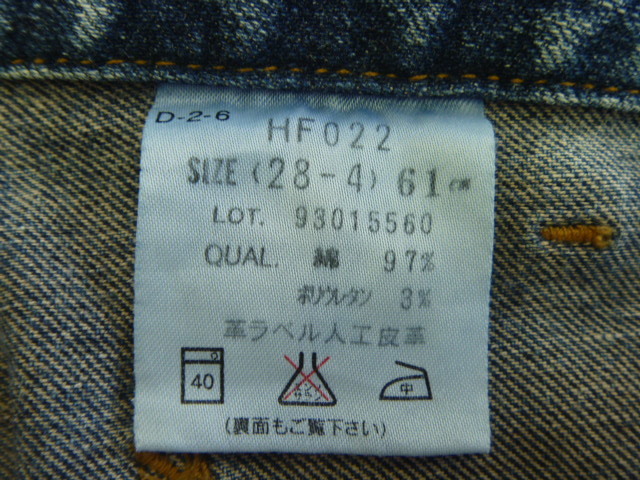 D-2-6
HF022
SIZE (28-4) 61cm
LOT. 93015560
QUAL. 綿 97%
ポリウレタン 3%
革ラベル人工皮革
40 中
(裏面もご覧下さい)